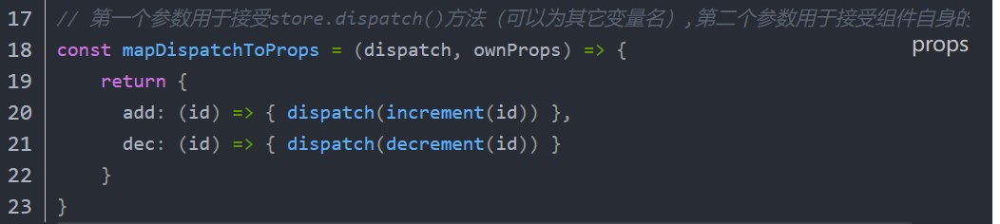 17 // 第一个参数用于接受store.dispatch()方法（可以为其它变量名）,第二个参数用于接受组件自身的
props
18 const mapDispatchToProps = (dispatch, ownProps) => {
19     return {
20       add: (id) => { dispatch(increment(id)) },
21       dec: (id) => { dispatch(decrement(id)) }
22     }
23 }